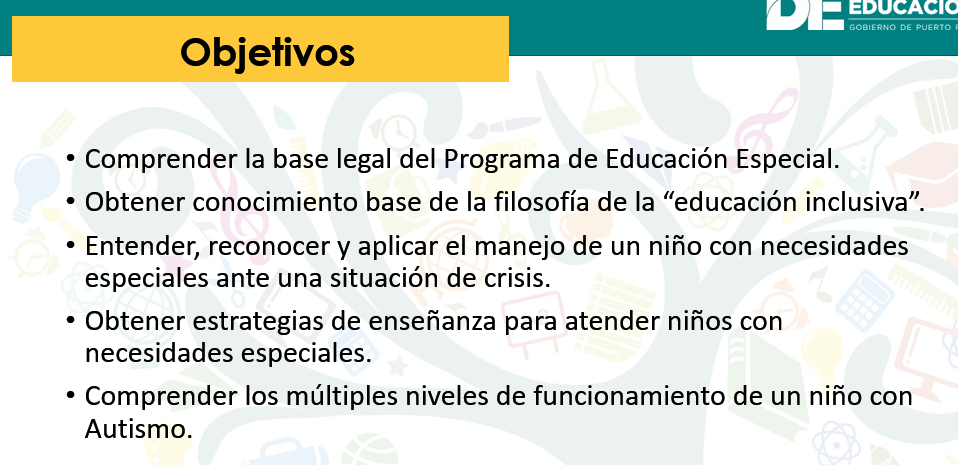 EDUCACIO
GOBIERNO DE PUERTO R
Objetivos
• Comprender la base legal del Programa de Educación Especial.
• Obtener conocimiento base de la filosofía de la “educación inclusiva”.
• Entender, reconocer y aplicar el manejo de un niño con necesidades
especiales ante una situación de crisis.
• Obtener estrategias de enseñanza para atender niños con
necesidades especiales.
• Comprender los múltiples niveles de funcionamiento de un niño con
Autismo.